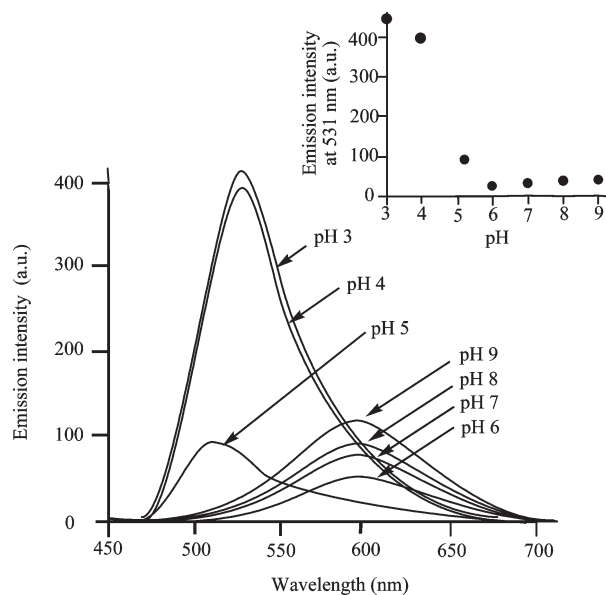 Emission intensity
at 531 nm (a.u.)
400
300
200
100
0
3 4 5 6 7 8 9
pH
Emission intensity (a.u.)
400
300
200
100
0
pH 3
pH 4
pH 5
pH 9
pH 8
pH 7
pH 6
450 500 550 600 650 700
Wavelength (nm)